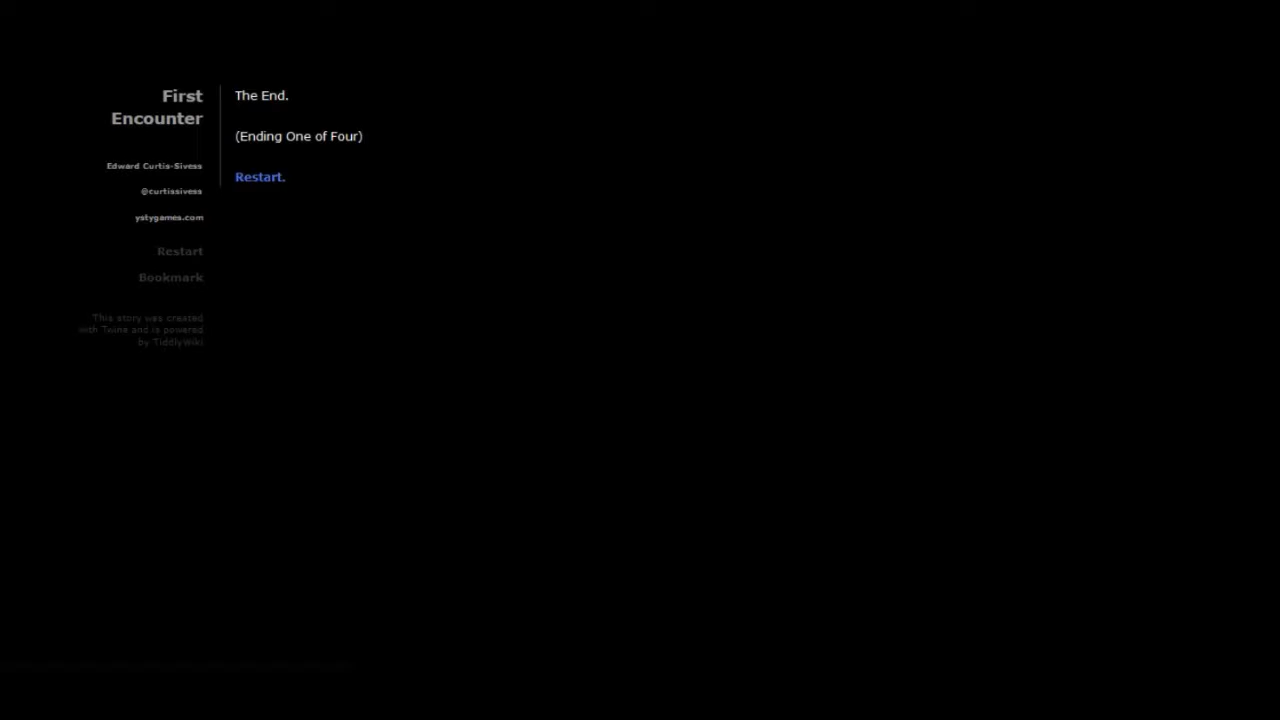 First
Encounter
Edward Curtis-Sivess
@curtissivess
ystygames.com
Restart
Bookmark
This story was created
with Twine and is powered
by TiddlyWiki
The End.
(Ending One of Four)
Restart.